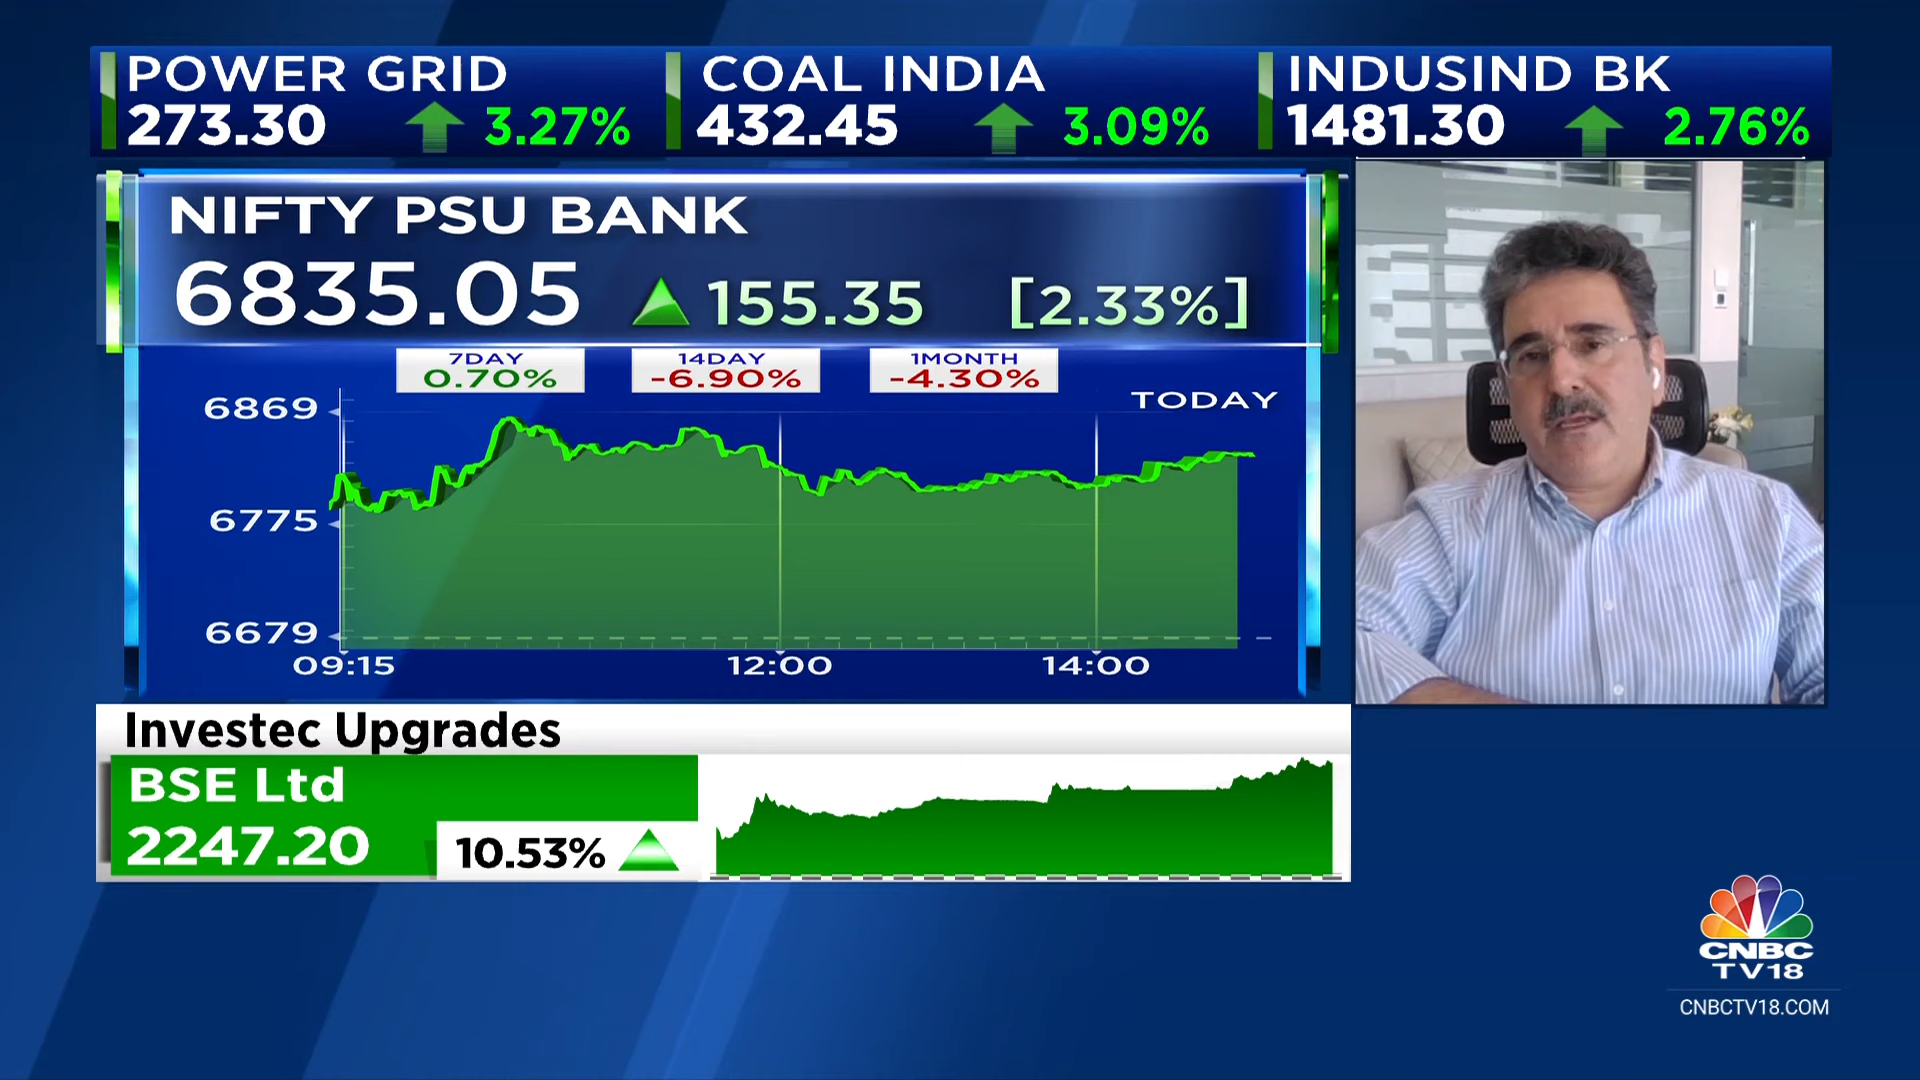 POWER GRID
273.30 3.27%
COAL INDIA
432.45 3.09%
INDUSIND BK
1481.30 2.76%
NIFTY PSU BANK
6835.05 155.35 [2.33%]
7DAY
0.70%
14DAY
-6.90%
1MONTH
-4.30%
TODAY
6869
6775
6679
09:15 12:00 14:00
Investec Upgrades
BSE Ltd
2247.20 10.53%
CNBC
TV18
CNBCTV18.COM